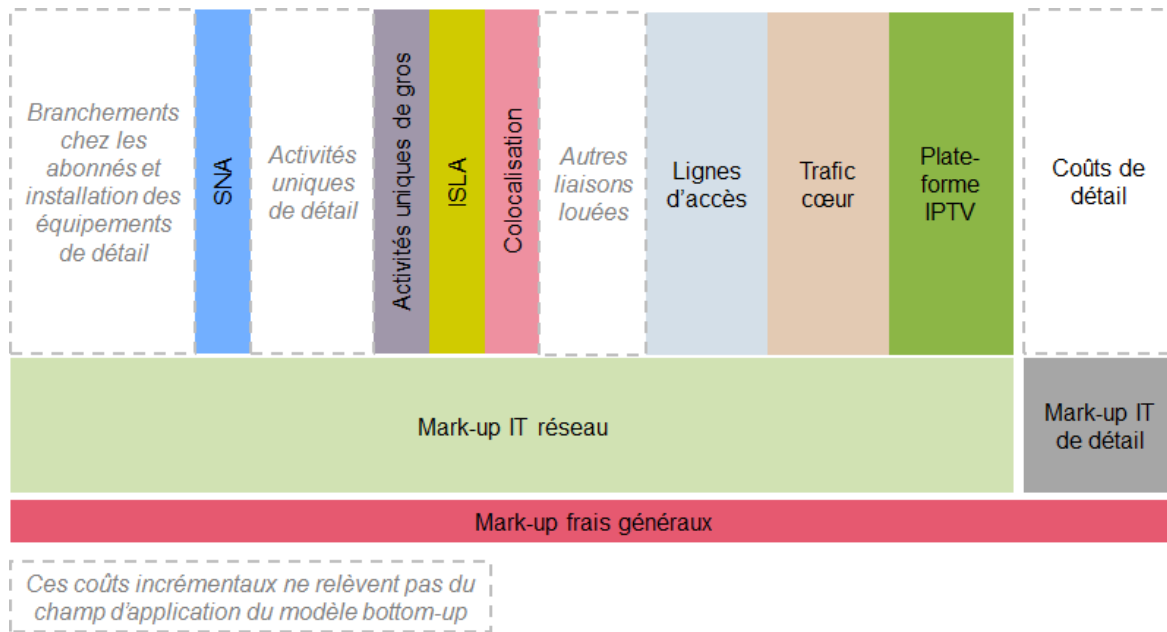 Branchements
chez les
abonnés et
installation des
équipements
de détail
SNA
Activités
uniques
de détail
Activités uniques de gros
ISLA
Colocalisation
Autres
liaisons
louées
Lignes
d'accès
Trafic
cœur
Plate-
forme
IPTV
Coûts de
détail
Mark-up IT réseau
Mark-up IT
de détail
Mark-up frais généraux
Ces coûts incrémentaux ne relèvent pas du
champ d'application du modèle bottom-up